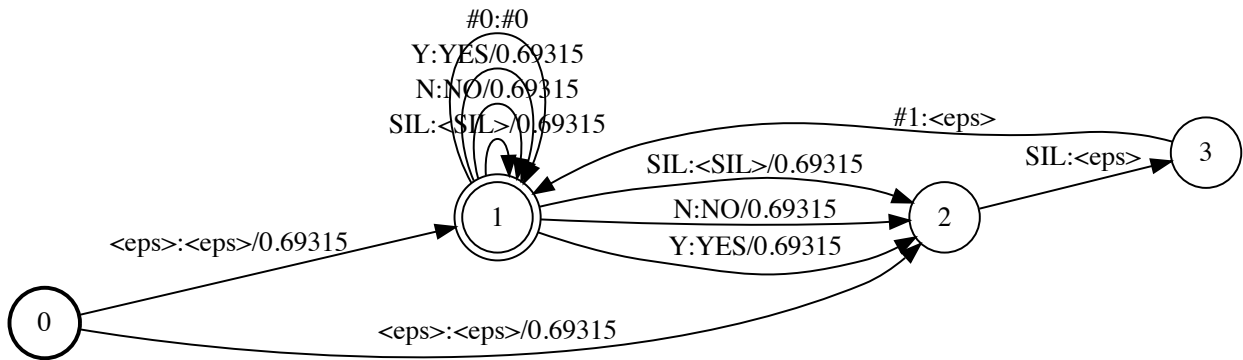 #0:#0
Y:YES/0.69315
N:NO/0.69315
SIL:<SIL>/0.69315
#1:<eps>
3
SIL:<SIL>/0.69315
SIL:<eps>
1
N:NO/0.69315
2
<eps>:<eps>/0.69315
Y:YES/0.69315
0
<eps>:<eps>/0.69315